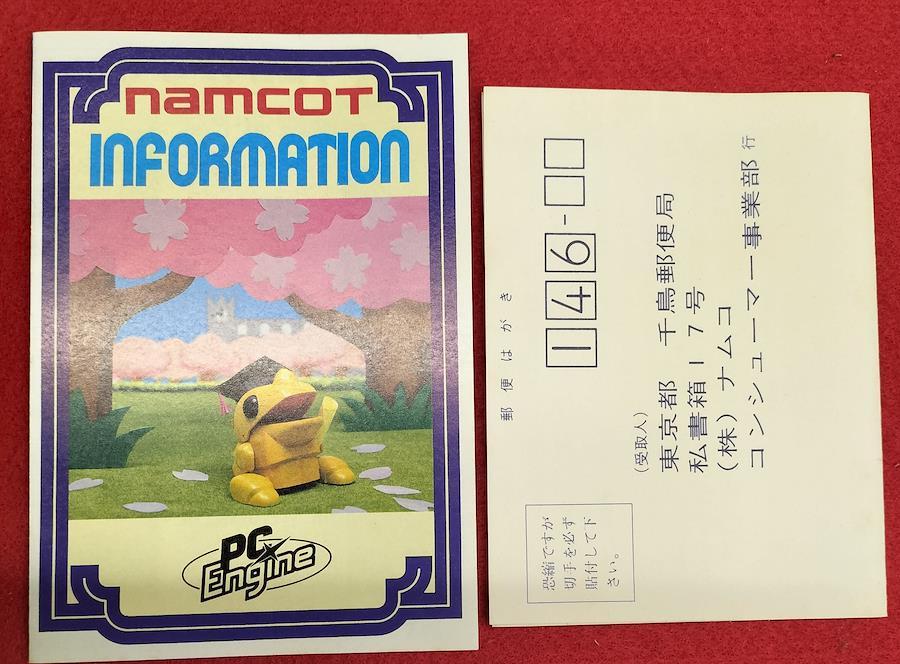 namcoT
INFORMATION
PC
Engine
郵便はがき
146-
(受取人)
東京都 千鳥郵便局
私書箱17号
(株)ナムコ
コンシューマー事業部 行
恐縮ですが
切手を必ず
貼付して下
さい。